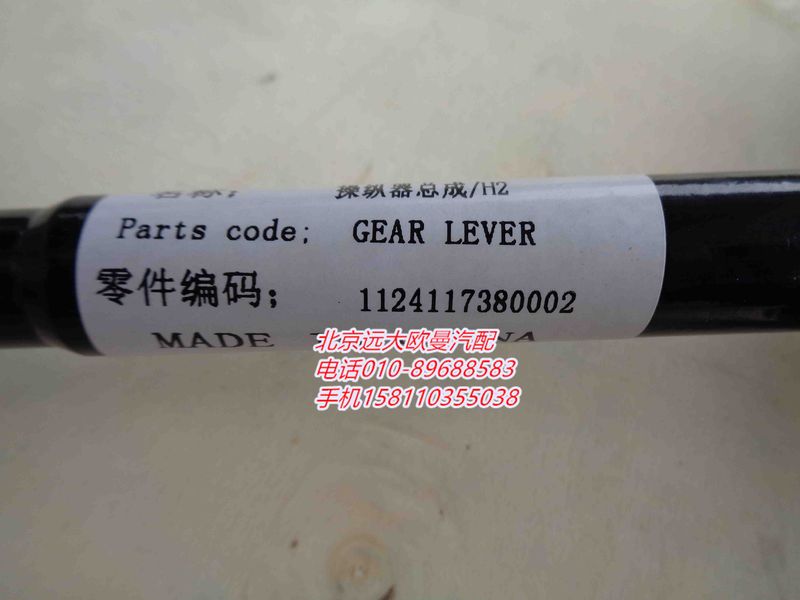 名称: 操纵器总成/H2
Parts code; GEAR LEVER
零件编码; 1124117380002
MADE
北京远大欧曼汽配
电话010-89688583
手机158110355038